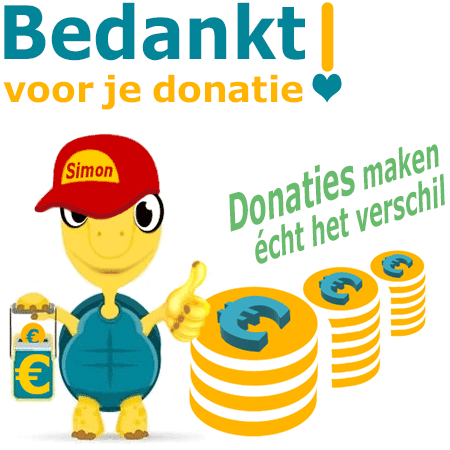 Bedankt!
voor je donatie
Simon
Donaties maken
écht het verschil
€
€
€
€
€